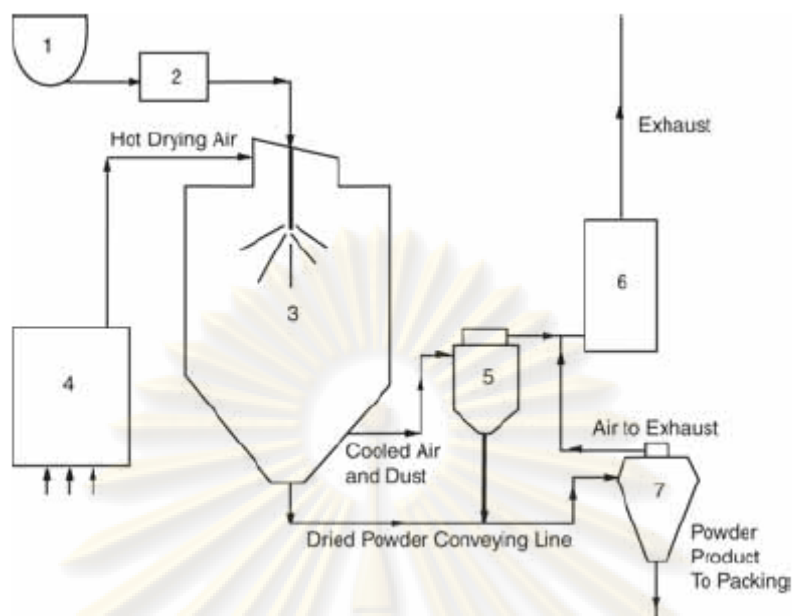 1
2
Hot Drying Air
Exhaust
3
4
5
6
Cooled Air
and Dust
Air to Exhaust
7
Dried Powder Conveying Line
Powder
Product
To Packing